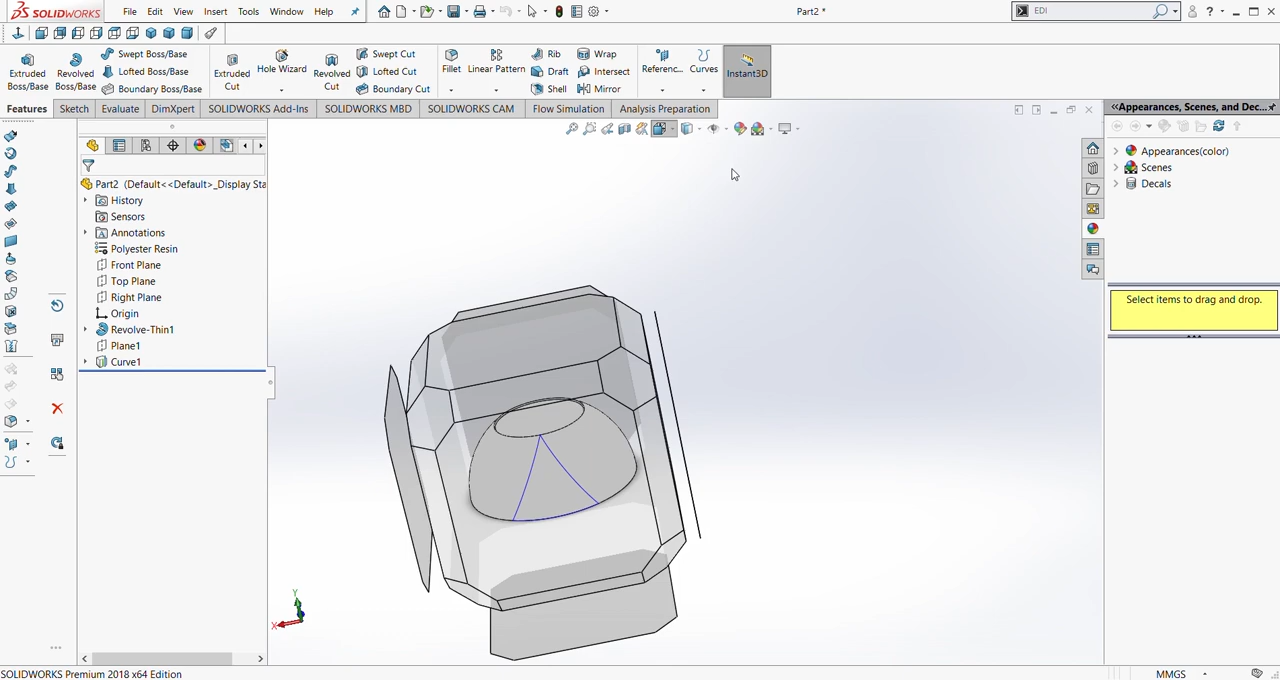 SOLIDWORKS File Edit View Insert Tools Window Help Part2 * EDI ?
Extruded Boss/Base
Revolved Boss/Base
Swept Boss/Base
Lofted Boss/Base
Boundary Boss/Base
Extruded Cut
Hole Wizard
Revolved Cut
Swept Cut
Lofted Cut
Boundary Cut
Fillet
Linear Pattern
Rib
Draft
Shell
Wrap
Intersect
Mirror
Referenc...
Curves
Instant3D
Features Sketch Evaluate DimXpert SOLIDWORKS Add-Ins SOLIDWORKS MBD SOLIDWORKS CAM Flow Simulation Analysis Preparation
Part2 (Default<<Default>_Display Sta
History
Sensors
Annotations
Polyester Resin
Front Plane
Top Plane
Right Plane
Origin
Revolve-Thin1
Plane1
Curve1
Y
X
«Appearances, Scenes, and Dec...
Appearances(color)
Scenes
Decals
Select items to drag and drop.
SOLIDWORKS Premium 2018 x64 Edition
MMGS